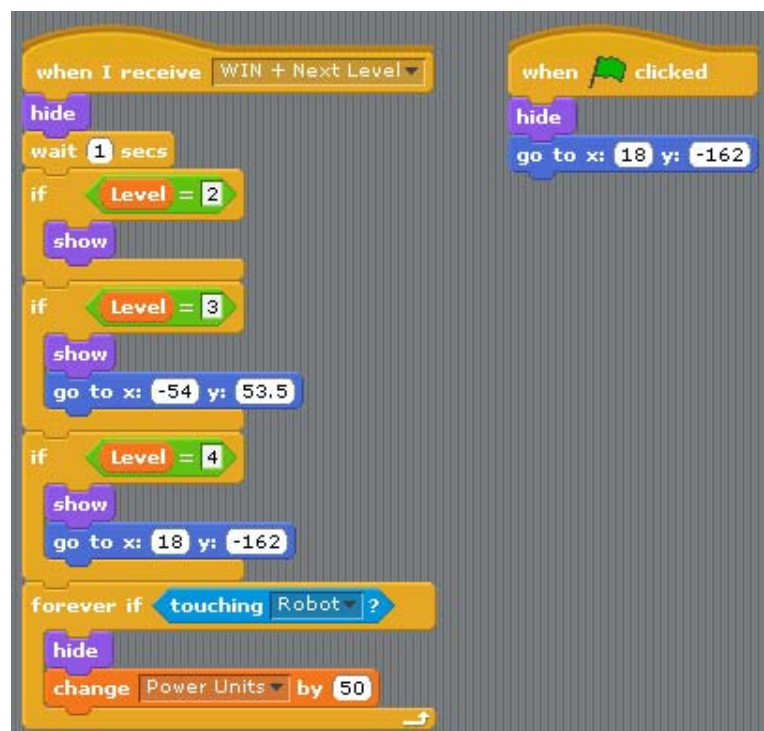 when I receive WIN + Next Level
hide
wait 1 secs
if Level = 2
show
if Level = 3
show
go to x: -54 y: 53.5
if Level = 4
show
go to x: 18 y: -162
forever if touching Robot ?
hide
change Power Units by 50
when clicked
hide
go to x: 18 y: -162